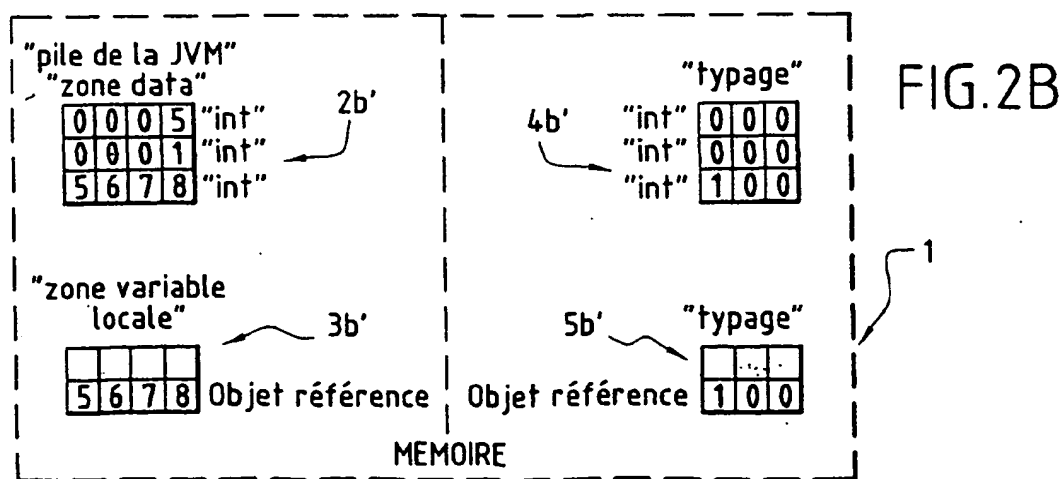 "pile de la JVM"
"zone data"
0 0 0 5 "int"
0 0 0 1 "int"
5 6 7 8 "int"
2b'
"typage"
4b'
"int" 0 0 0
"int" 0 0 0
"int" 1 0 0
FIG.2B
1
"zone variable
locale"
3b'
5 6 7 8 Objet référence
"typage"
5b'
Objet référence 1 0 0
MEMOIRE